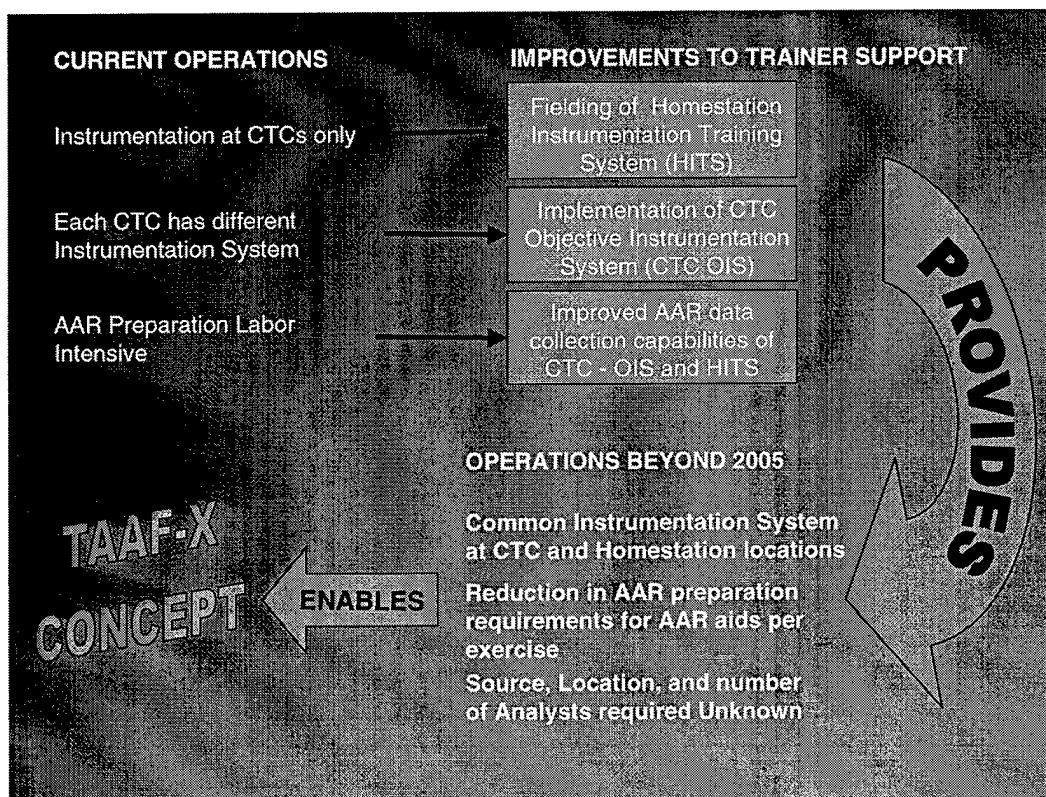 CURRENT OPERATIONS
IMPROVEMENTS TO TRAINER SUPPORT
Instrumentation at CTCs only
Fielding of Homestation
Instrumentation Training
System (HITS)
Each CTC has different
Instrumentation System
Implementation of CTC
Objective Instrumentation
System (CTC OIS)
AAR Preparation Labor
Intensive
Improved AAR data
collection capabilities of
CTC - OIS and HITS
PROVIDES
OPERATIONS BEYOND 2005
Common Instrumentation System
at CTC and Homestation locations
Reduction in AAR preparation
requirements for AAR aids per
exercise
Source, Location, and number
of Analysts required Unknown
ENABLES
TAAF-X
CONCEPT